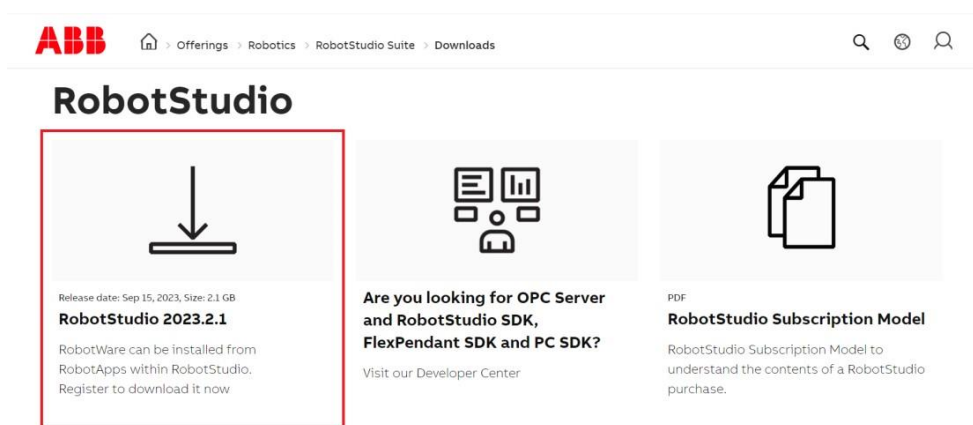 ABB
> Offerings > Robotics > RobotStudio Suite > Downloads
RobotStudio
Release date: Sep 15, 2023, Size: 2.1 GB
RobotStudio 2023.2.1
RobotWare can be installed from
RobotApps within RobotStudio.
Register to download it now
Are you looking for OPC Server
and RobotStudio SDK,
FlexPendant SDK and PC SDK?
Visit our Developer Center
PDF
RobotStudio Subscription Model
RobotStudio Subscription Model to
understand the contents of a RobotStudio
purchase.